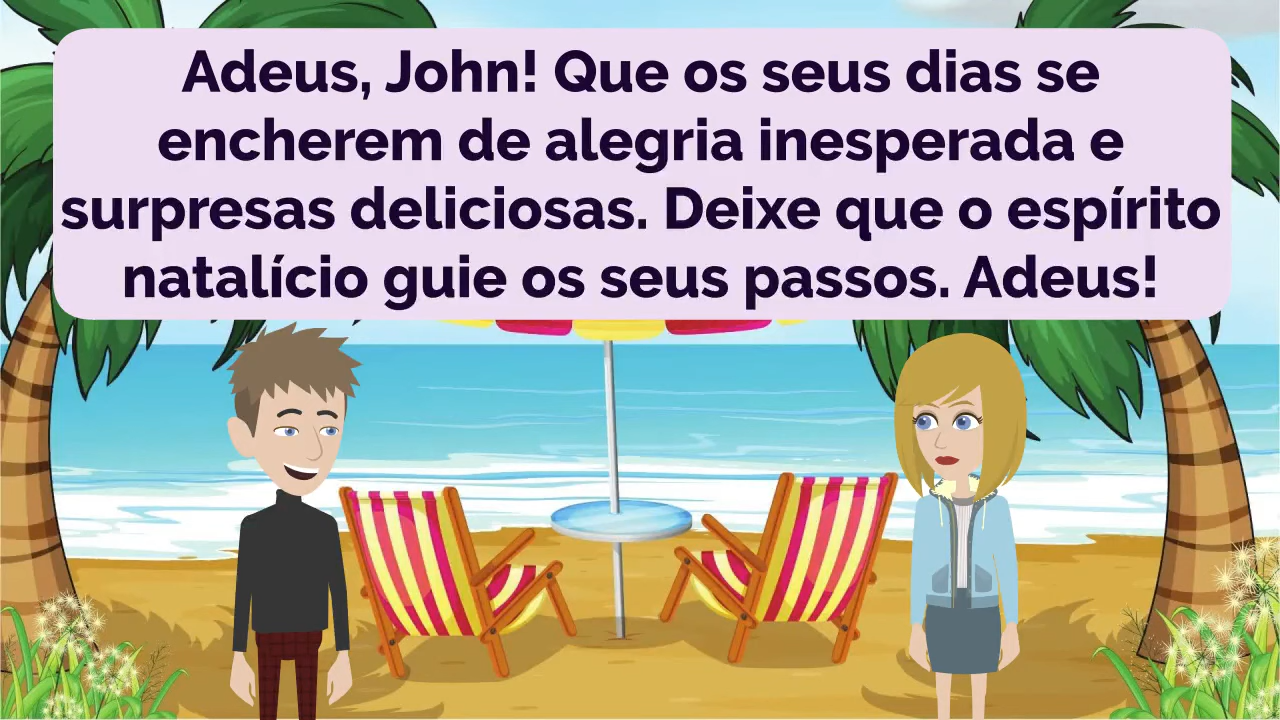 Adeus, John! Que os seus dias se
encherem de alegria inesperada e
surpresas deliciosas. Deixe que o espírito
natalício guie os seus passos. Adeus!